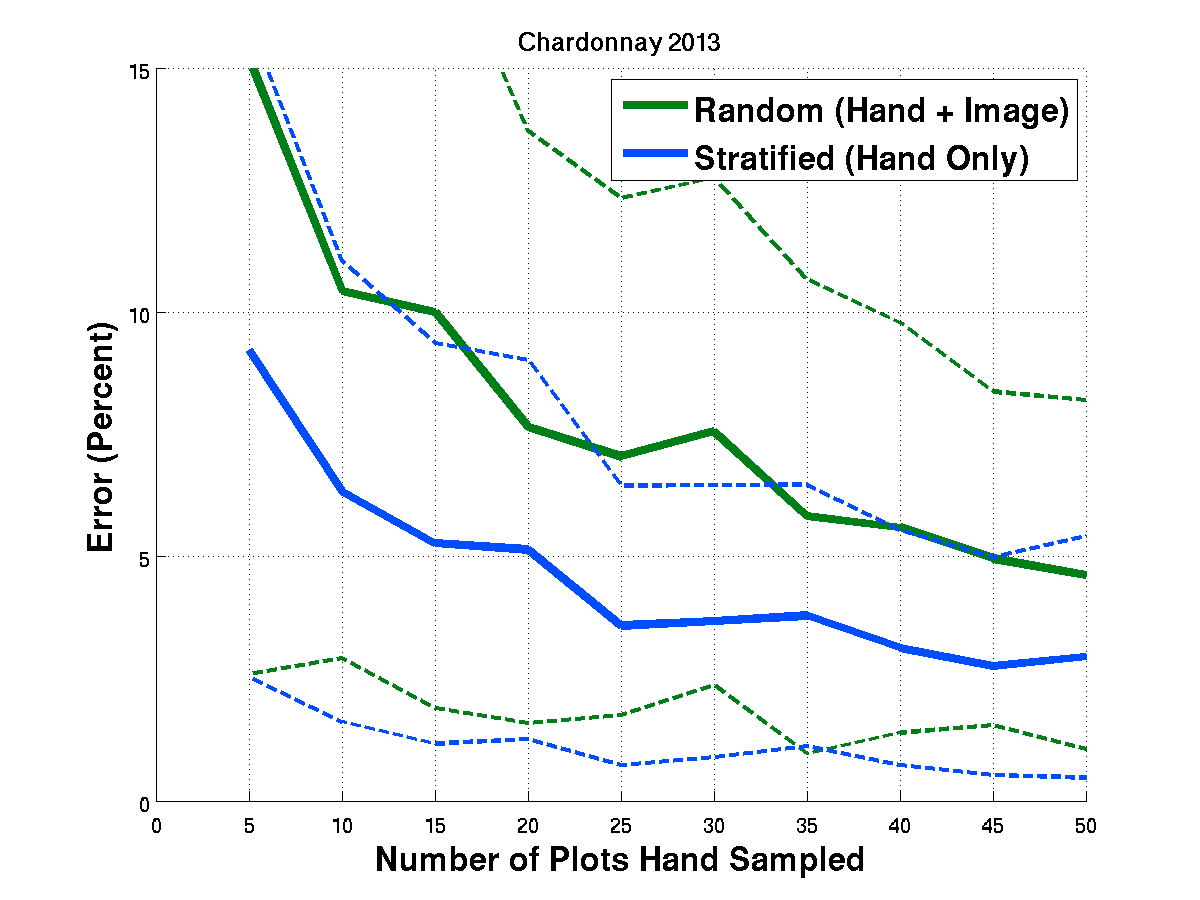 Chardonnay 2013
15
10
5
0
Error (Percent)
Random (Hand + Image)
Stratified (Hand Only)
0 5 10 15 20 25 30 35 40 45 50
Number of Plots Hand Sampled